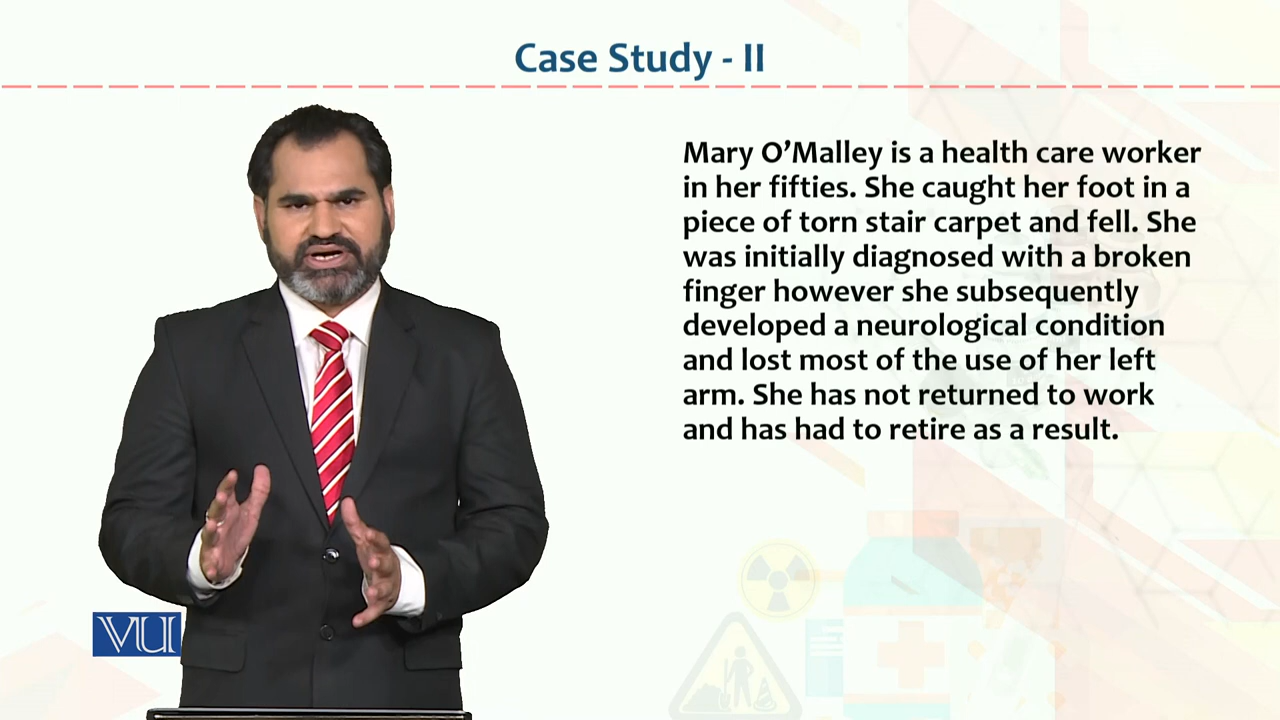 Case Study - II
Mary O’Malley is a health care worker
in her fifties. She caught her foot in a
piece of torn stair carpet and fell. She
was initially diagnosed with a broken
finger however she subsequently
developed a neurological condition
and lost most of the use of her left
arm. She has not returned to work
and has had to retire as a result.
VU